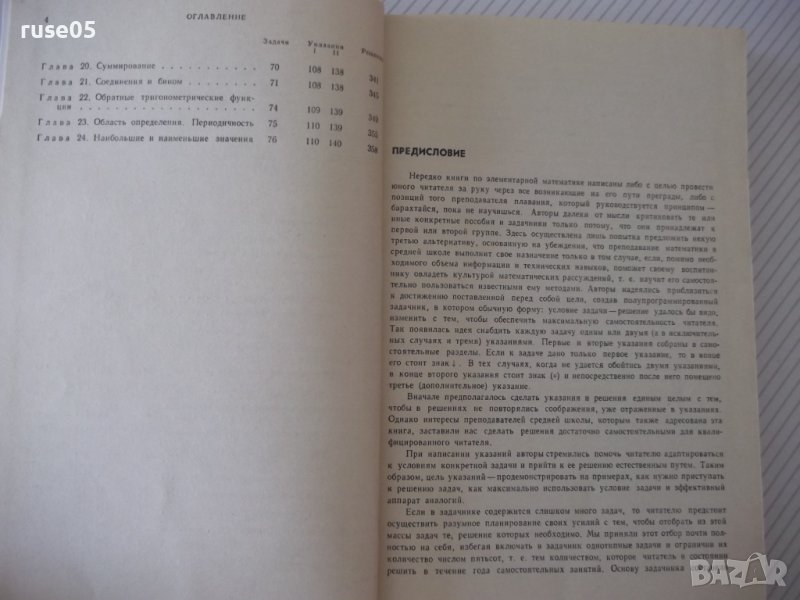 ruse05
4 ОГЛАВЛЕНИЕ
Задачи Указания Решения
I II
Глава 20. Суммирование 70 108 138 341
Глава 21. Соединения и бином 71 108 138 345
Глава 22. Обратные тригонометрические функ-
ции 74 109 139 349
Глава 23. Область определения. Периодичность 75 110 139 355
Глава 24. Наибольшие и наименьшие значения 76 110 140 358
ПРЕДИСЛОВИЕ
Нередко книги по элементарной математике написаны либо с целью провести
юного читателя за руку через все возникающие на его пути преграды, либо с
позиций того преподавателя плавания, который руководствуется принципом —
барахтайся, пока не научишься. Авторы далеки от мысли критиковать те или
иные конкретные пособия и задачники только потому, что они принадлежат к
первой или второй группе. Здесь осуществлена лишь попытка предложить некую
третью альтернативу, основанную на убеждении, что преподавание математики в
средней школе выполнит свое назначение только в том случае, если, помимо необ-
ходимого объема информации и технических навыков, поможет своему воспитан-
нику овладеть культурой математических рассуждений, т. е. научит его самостоя-
тельно пользоваться известными ему методами. Авторы надеялись приблизиться
к достижению поставленной перед собой цели, создав полупрограммированный
задачник, в котором обычную форму: условие задачи — решение удалось бы видо-
изменить с тем, чтобы обеспечить максимальную самостоятельность читателя.
Так появилась идея снабдить каждую задачу одним или двумя (а в исключитель-
ных случаях и тремя) указаниями. Первые и вторые указания собраны в само-
стоятельные разделы. Если к задаче дано только первое указание, то в конце
его стоит знак ↓. В тех случаях, когда не удается обойтись двумя указаниями,
в конце второго указания стоит знак (») и непосредственно после него помещено
третье (дополнительное) указание.
Вначале предполагалось сделать указания и решения единым целым с тем,
чтобы в решениях не повторялись соображения, уже отраженные в указаниях.
Однако интересы преподавателей средней школы, которым также адресована эта
книга, заставили нас сделать решения достаточно самостоятельными для квали-
фицированного читателя.
При написании указаний авторы стремились помочь читателю адаптироваться
к условиям конкретной задачи и прийти к ее решению естественным путем. Таким
образом, цель указаний — продемонстрировать на примерах, как нужно приступать
к решению задач, как максимально использовать условие задачи и эффективный
аппарат аналогий.
Если в задачнике содержится слишком много задач, то читателю предстоит
осуществить разумное планирование своих усилий с тем, чтобы отобрать из этой
массы задач те, решение которых необходимо. Мы приняли этот отбор почти пол-
ностью на себя, избегая включать в задачник однотипные задачи и ограничив их
количество числом пятьсот, т. е. тем количеством, которое читатель в состоянии
решить в течение года самостоятельных занятий. Основу задачника
BAZAR.bg